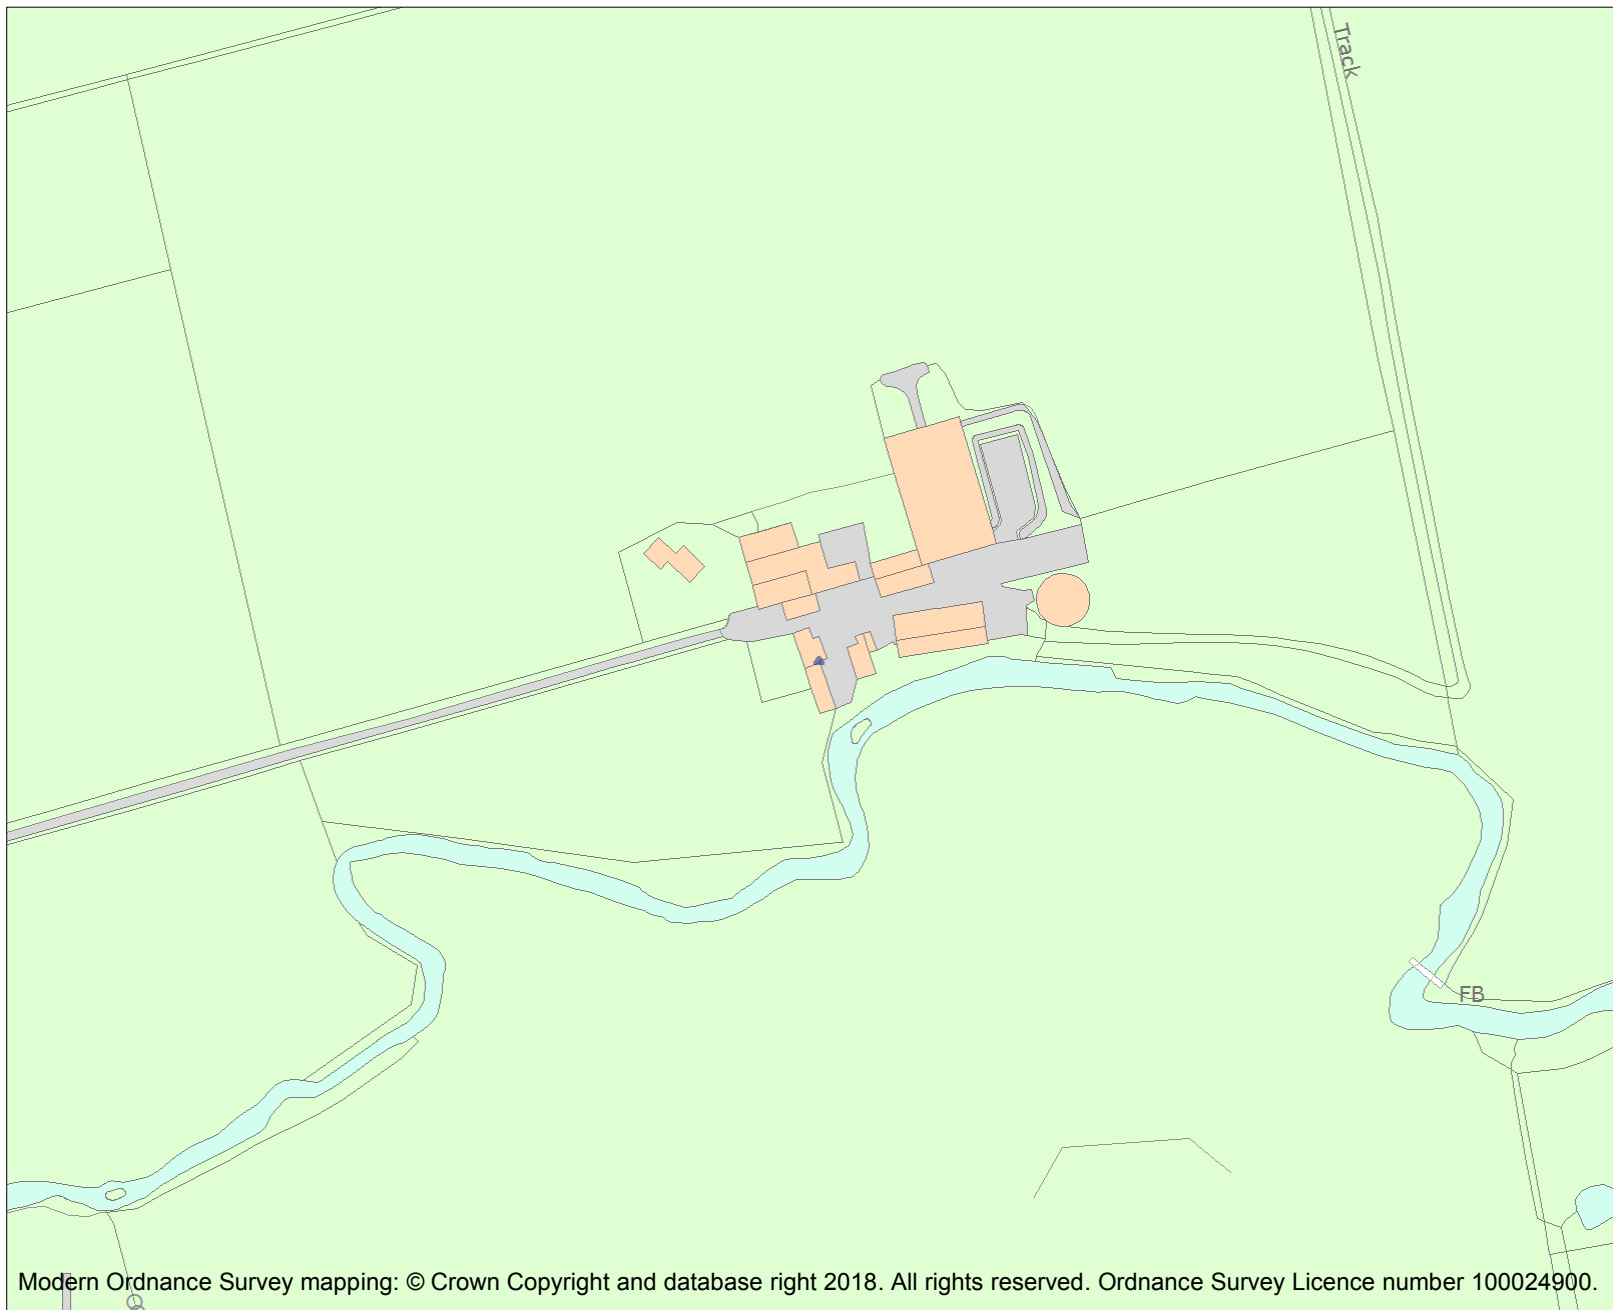 Track
FB
Modern Ordnance Survey mapping: © Crown Copyright and database right 2018. All rights reserved. Ordnance Survey Licence number 100024900.